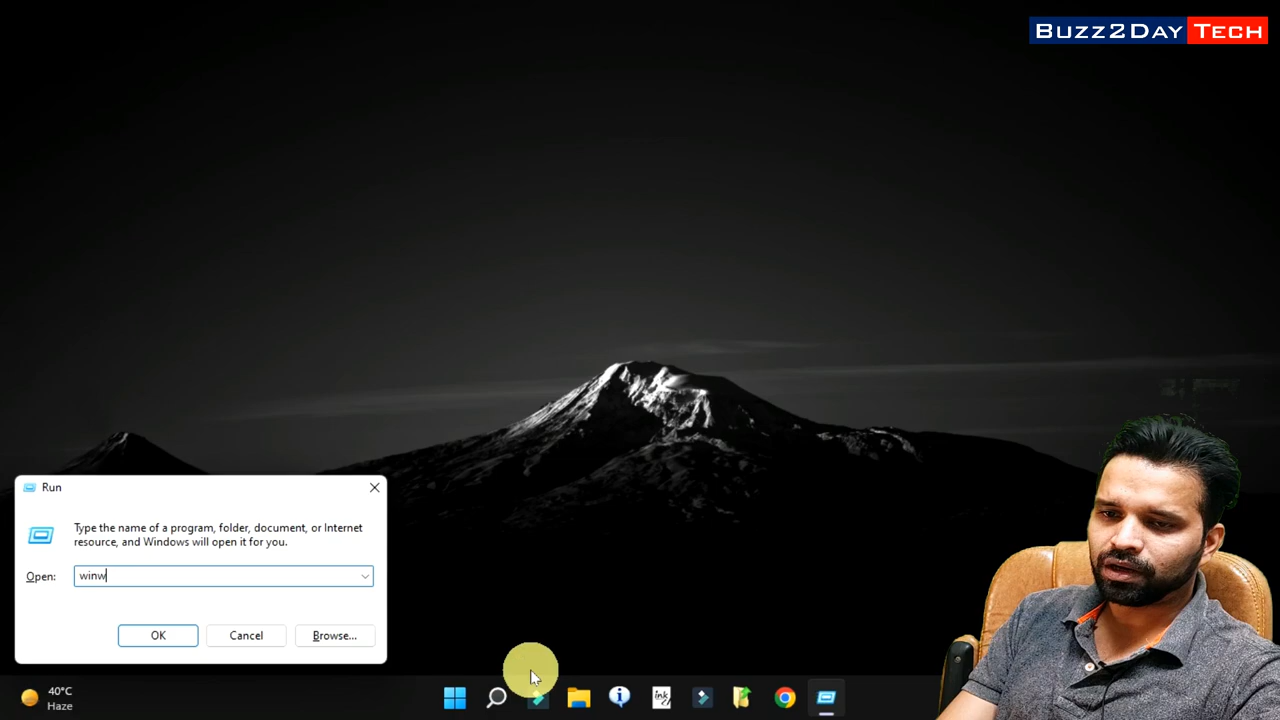 Buzz2Day Tech
Run
Type the name of a program, folder, document, or Internet
resource, and Windows will open it for you.
Open:
winw
OK
Cancel
Browse...
40°C
Haze
ink